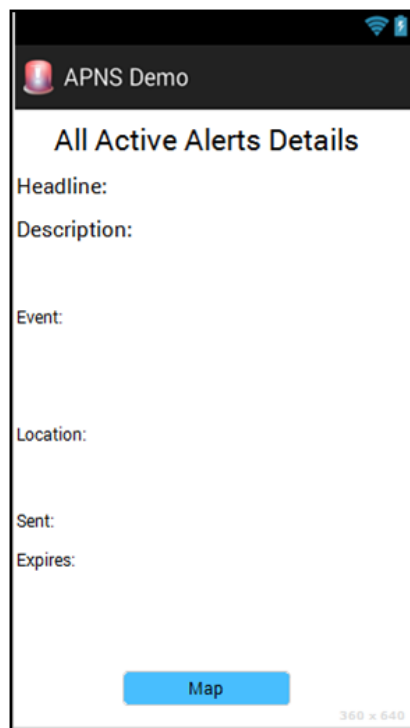 APNS Demo
All Active Alerts Details
Headline:
Description:
Event:
Location:
Sent:
Expires:
Map
360 x 640